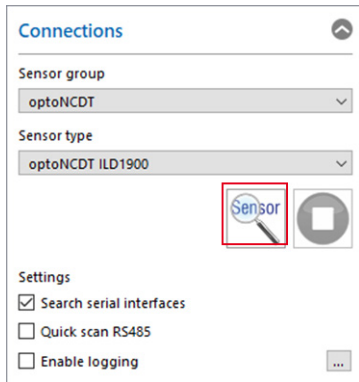 Connections
Sensor group
optoNCDT
Sensor type
optoNCDT ILD1900
Sensor
Settings
Search serial interfaces
Quick scan RS485
Enable logging
...